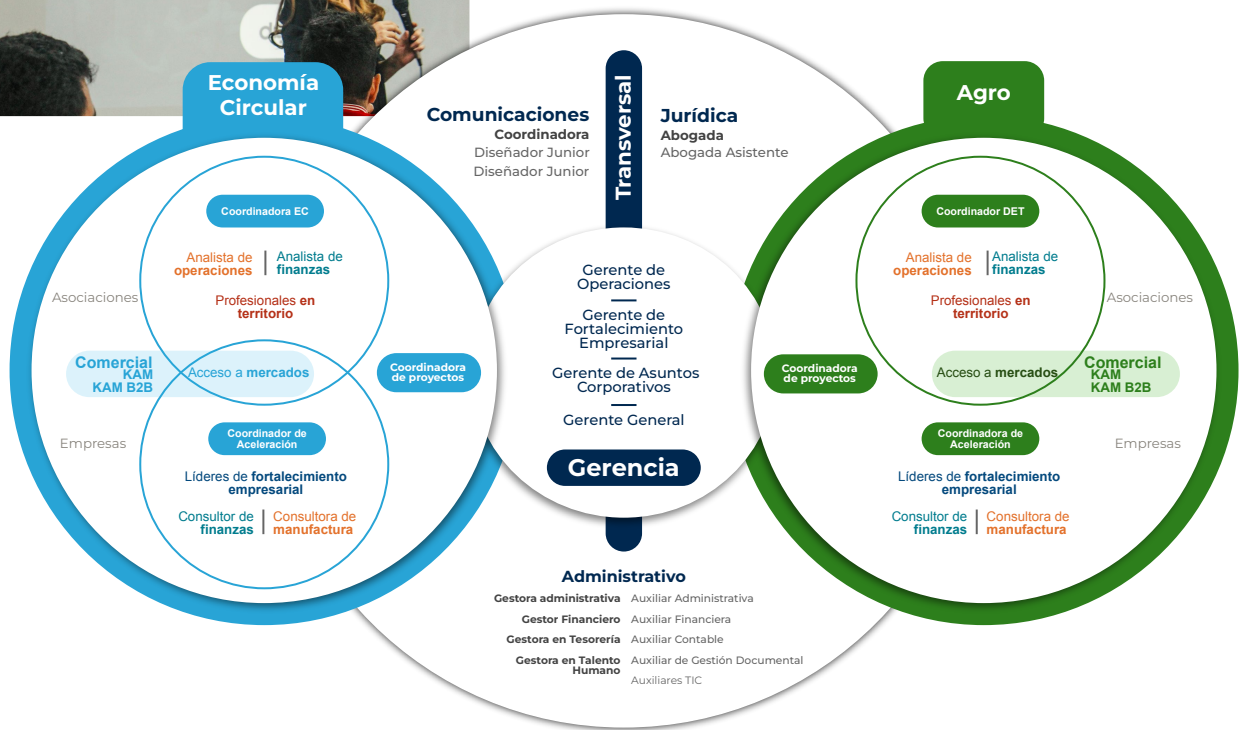 Economía
Circular
Coordinadora EC
Analista de
operaciones
Analista de
finanzas
Profesionales en
territorio
Asociaciones
Comercial
KAM
KAM B2B
Acceso a mercados
Coordinadora
de proyectos
Empresas
Coordinador de
Aceleración
Líderes de fortalecimiento
empresarial
Consultor de
finanzas
Consultora de
manufactura
Comunicaciones
Coordinadora
Diseñador Junior
Diseñador Junior
Transversal
Jurídica
Abogada
Abogada Asistente
Gerente de
Operaciones
Gerente de
Fortalecimiento
Empresarial
Gerente de Asuntos
Corporativos
Gerente General
Gerencia
Administrativo
Gestora administrativa Auxiliar Administrativa
Gestor Financiero Auxiliar Financiera
Gestora en Tesorería Auxiliar Contable
Gestora en Talento Auxiliar de Gestión Documental
Humano
Auxiliares TIC
Agro
Coordinador DET
Analista de
operaciones
Analista de
finanzas
Profesionales en
territorio
Asociaciones
Coordinadora
de proyectos
Acceso a mercados
Comercial
KAM
KAM B2B
Coordinadora de
Aceleración
Empresas
Líderes de fortalecimiento
empresarial
Consultor de
finanzas
Consultora de
manufactura